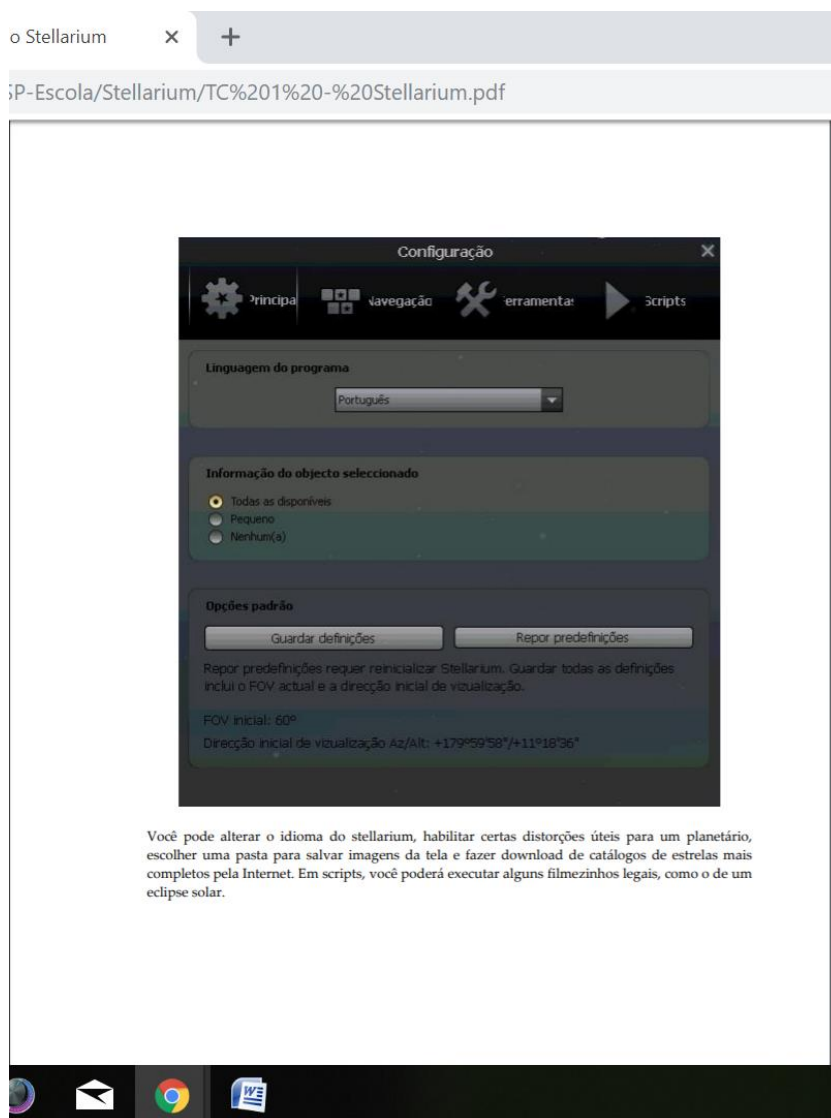 o Stellarium
SP-Escola/Stellarium/TC%201%20-%20Stellarium.pdf
Configuração
Principal Navegação Ferramentas Scripts
Linguagem do programa
Português
Informação do objecto seleccionado
Todas as disponíveis
Pequeno
Nenhum(a)
Opções padrão
Guardar definições Repor predefinições
Repor predefinições requer reinicializar Stellarium. Guardar todas as definições
inclui o FOV actual e a direcção inicial de vizualização.
FOV inicial: 60º
Direcção inicial de vizualização Az/Alt: +179º59'58"/+11º18'36"
Você pode alterar o idioma do stellarium, habilitar certas distorções úteis para um planetário,
escolher uma pasta para salvar imagens da tela e fazer download de catálogos de estrelas mais
completos pela Internet. Em scripts, você poderá executar alguns filmezinhos legais, como o de um
eclipse solar.